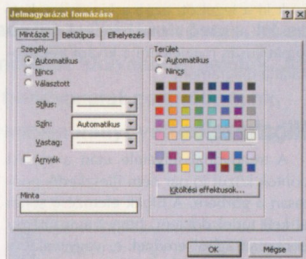 Jelmagyarázat formázása
Mintázat
Betűtípus
Elhelyezés
Szegély
Automatikus
Nincs
Választott
Stílus:
Szín:
Automatikus
Vastag:
Árnyék
Minta
Terület
Automatikus
Nincs
Kitöltési effektusok...
OK
Mégse